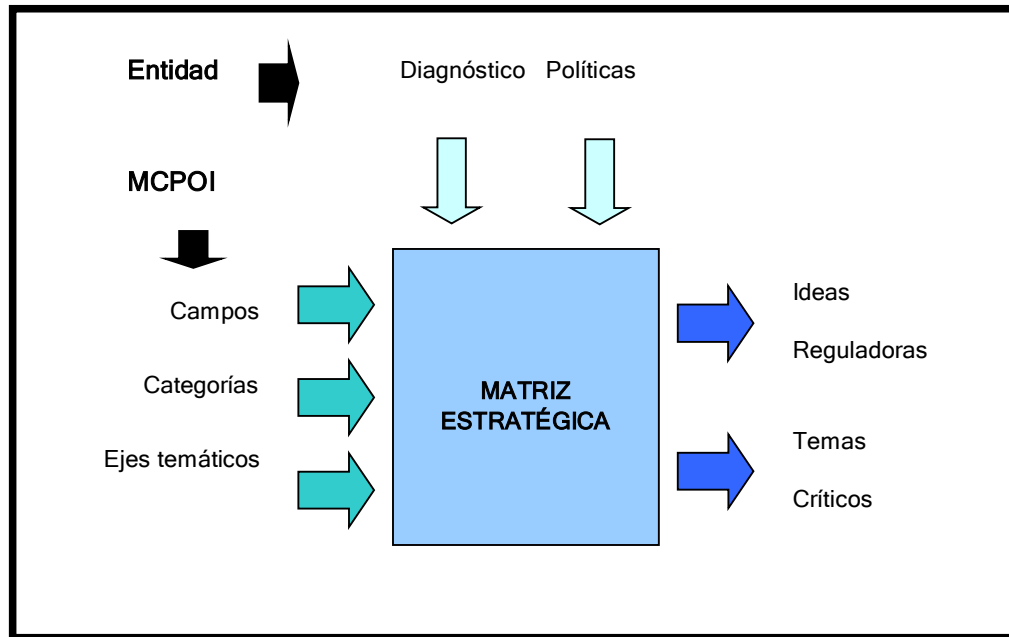 Entidad
Diagnóstico Políticas
MCPOI
Campos
Categorías
Ejes temáticos
MATRIZ
ESTRATÉGICA
Ideas
Reguladoras
Temas
Críticos